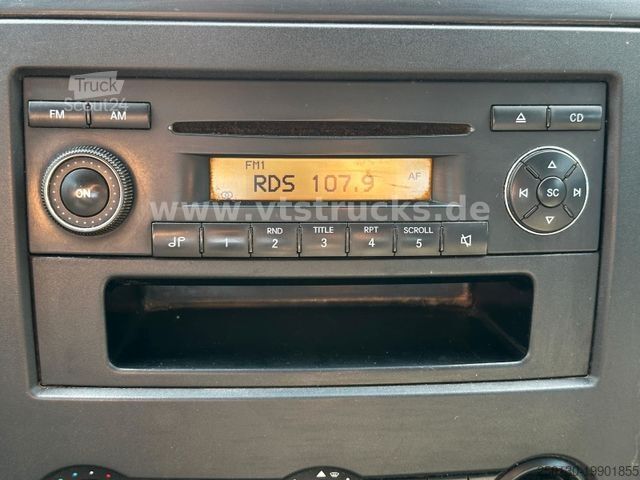 Truck
Scout24
FM AM
CD
FM1
RDS 107.9 AF
ON
SC
www.vtstrucks.de
1 RND 2 TITLE 3 RPT 4 SCROLL 5